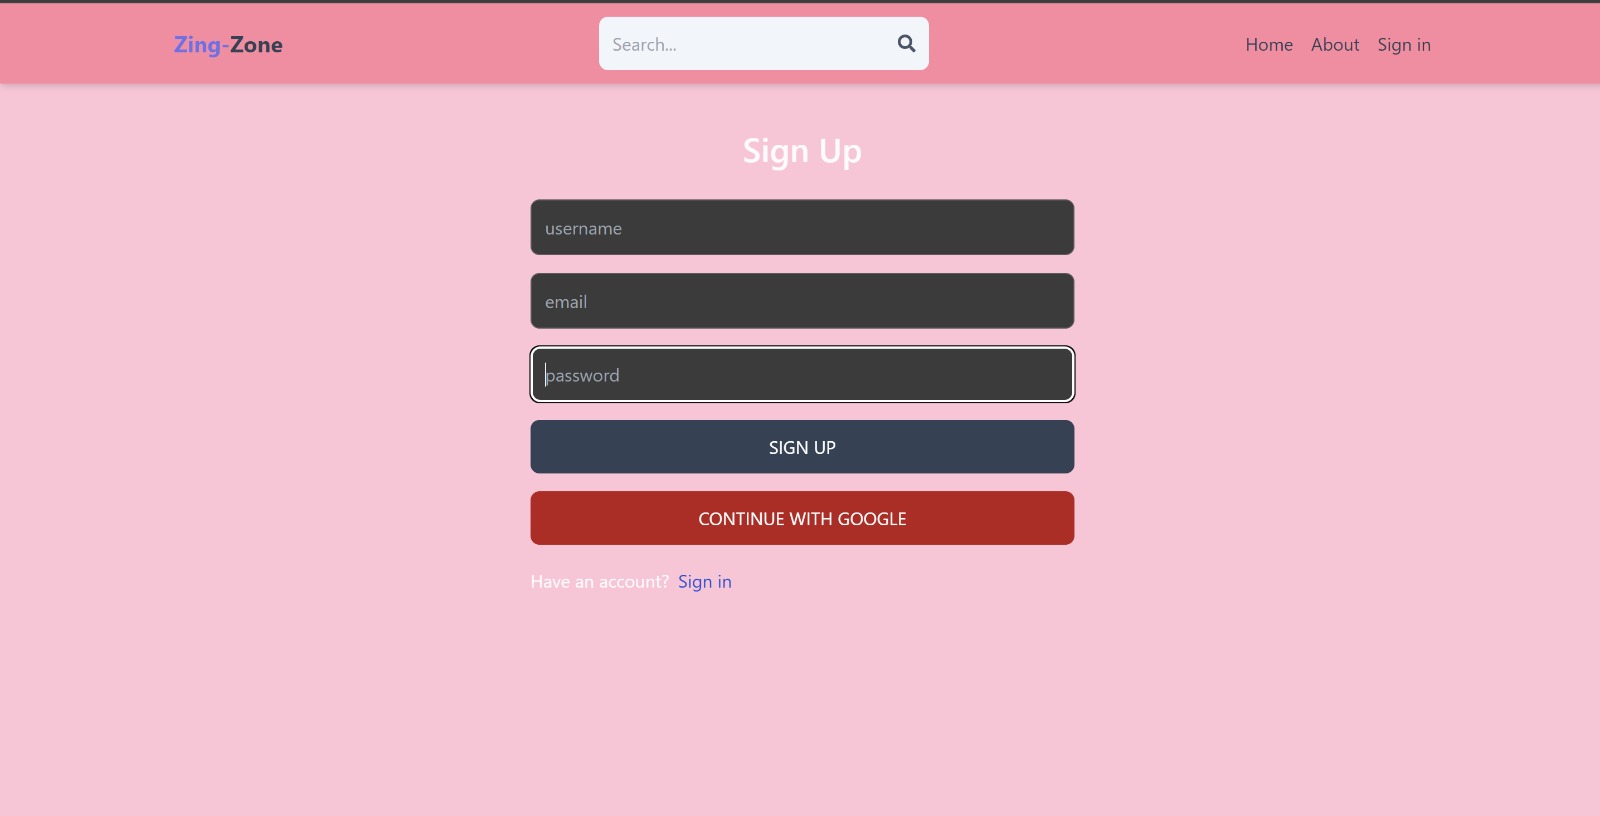 Zing-Zone
Search...
Home About Sign in
Sign Up
username
email
password
SIGN UP
CONTINUE WITH GOOGLE
Have an account? Sign in